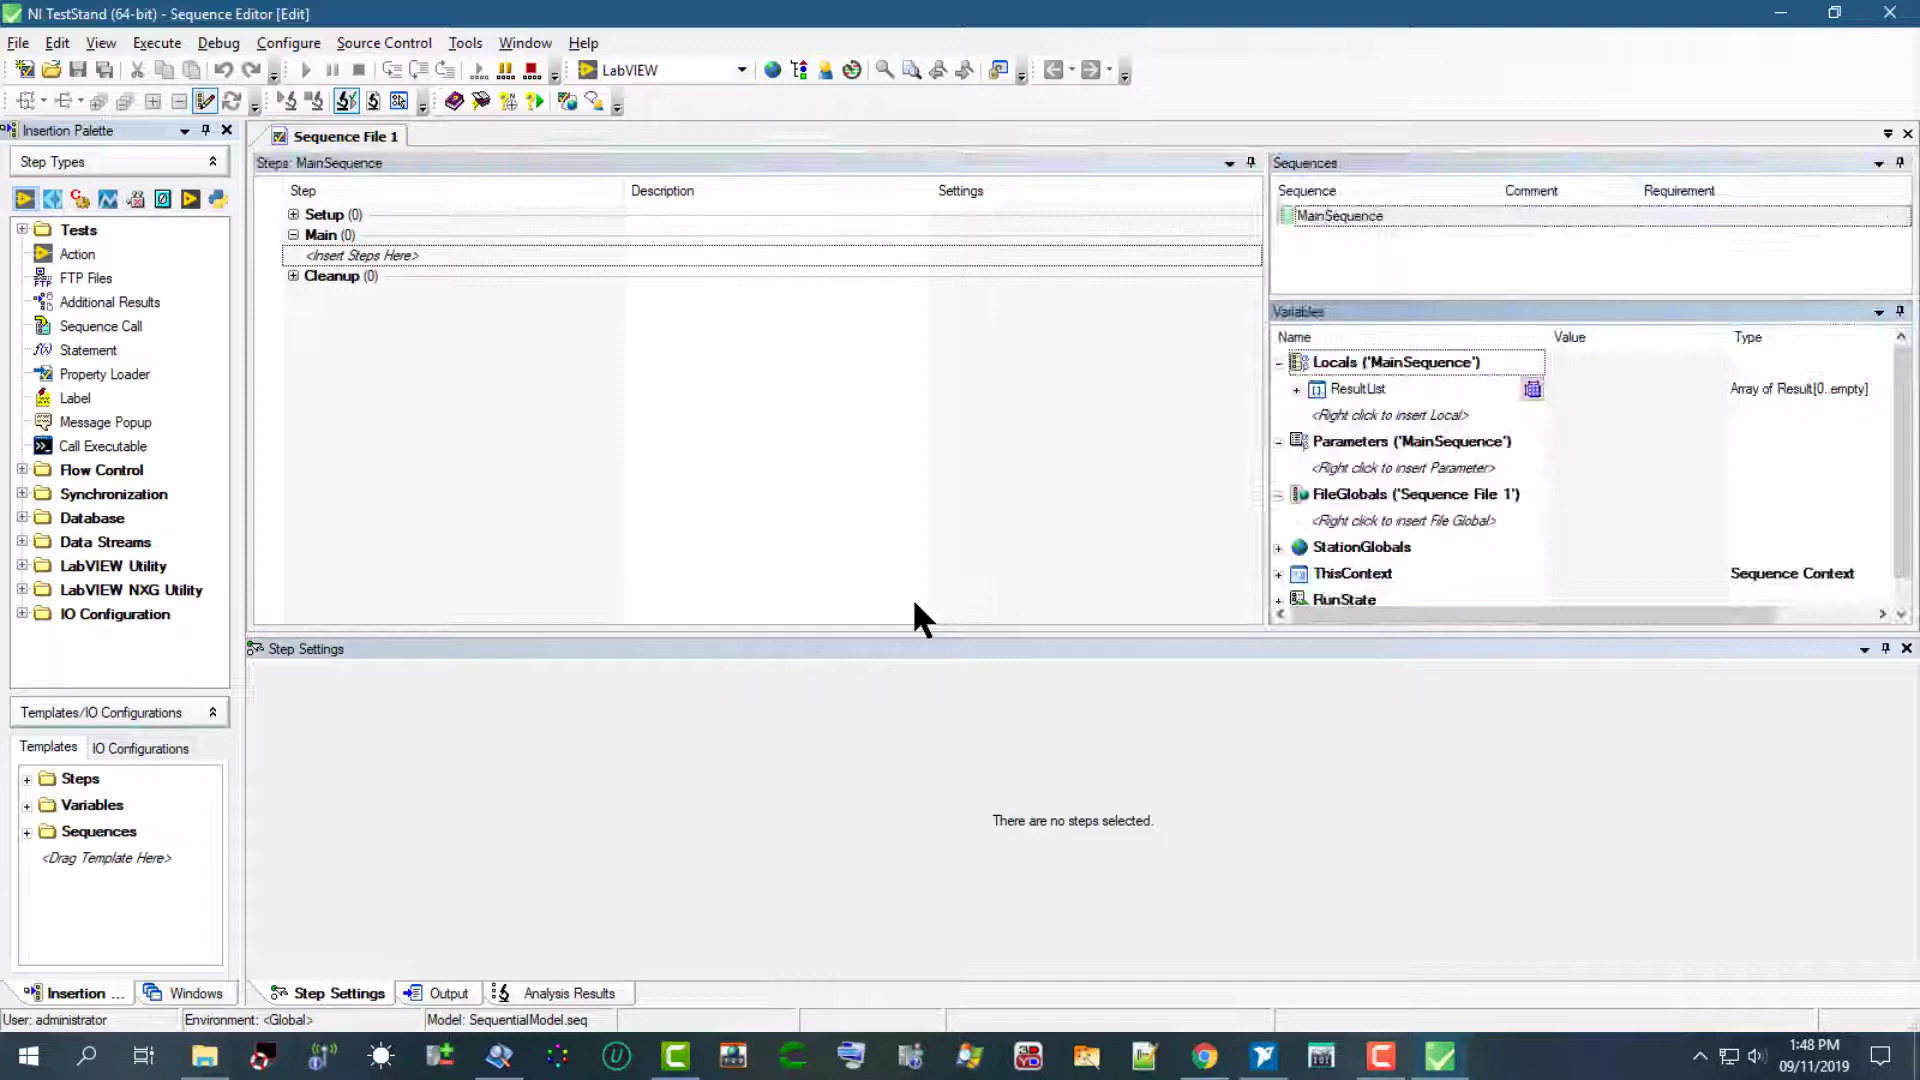 NI TestStand (64-bit) - Sequence Editor [Edit]
File Edit View Execute Debug Configure Source Control Tools Window Help
LabVIEW
Insertion Palette
Step Types
Tests
Action
FTP Files
Additional Results
Sequence Call
Statement
Property Loader
Label
Message Popup
Call Executable
Flow Control
Synchronization
Database
Data Streams
LabVIEW Utility
LabVIEW NXG Utility
IO Configuration
Templates/IO Configurations
Templates IO Configurations
Steps
Variables
Sequences
<Drag Template Here>
Insertion ... Windows
Sequence File 1
Steps: MainSequence
Step Description Settings
Setup (0)
Main (0)
<Insert Steps Here>
Cleanup (0)
Sequences
Sequence Comment Requirement
MainSequence
Variables
Name Value Type
Locals ('MainSequence')
ResultList Array of Result[0..empty]
<Right click to insert Local>
Parameters ('MainSequence')
<Right click to insert Parameter>
FileGlobals ('Sequence File 1')
<Right click to insert File Global>
StationGlobals
ThisContext Sequence Context
RunState
Step Settings
There are no steps selected.
Step Settings Output Analysis Results
User: administrator Environment: <Global> Model: SequentialModel.seq
1:48 PM
09/11/2019